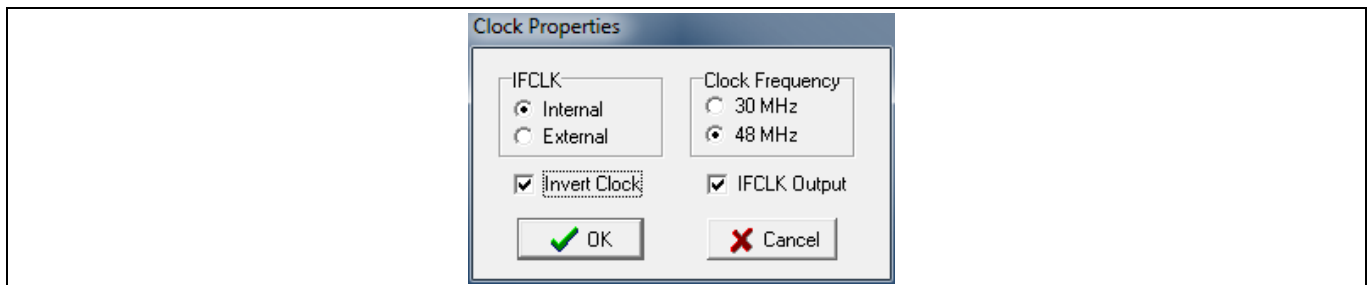 Clock Properties
IFCLK
Internal
External
Clock Frequency
30 MHz
48 MHz
Invert Clock
IFCLK Output
OK
Cancel